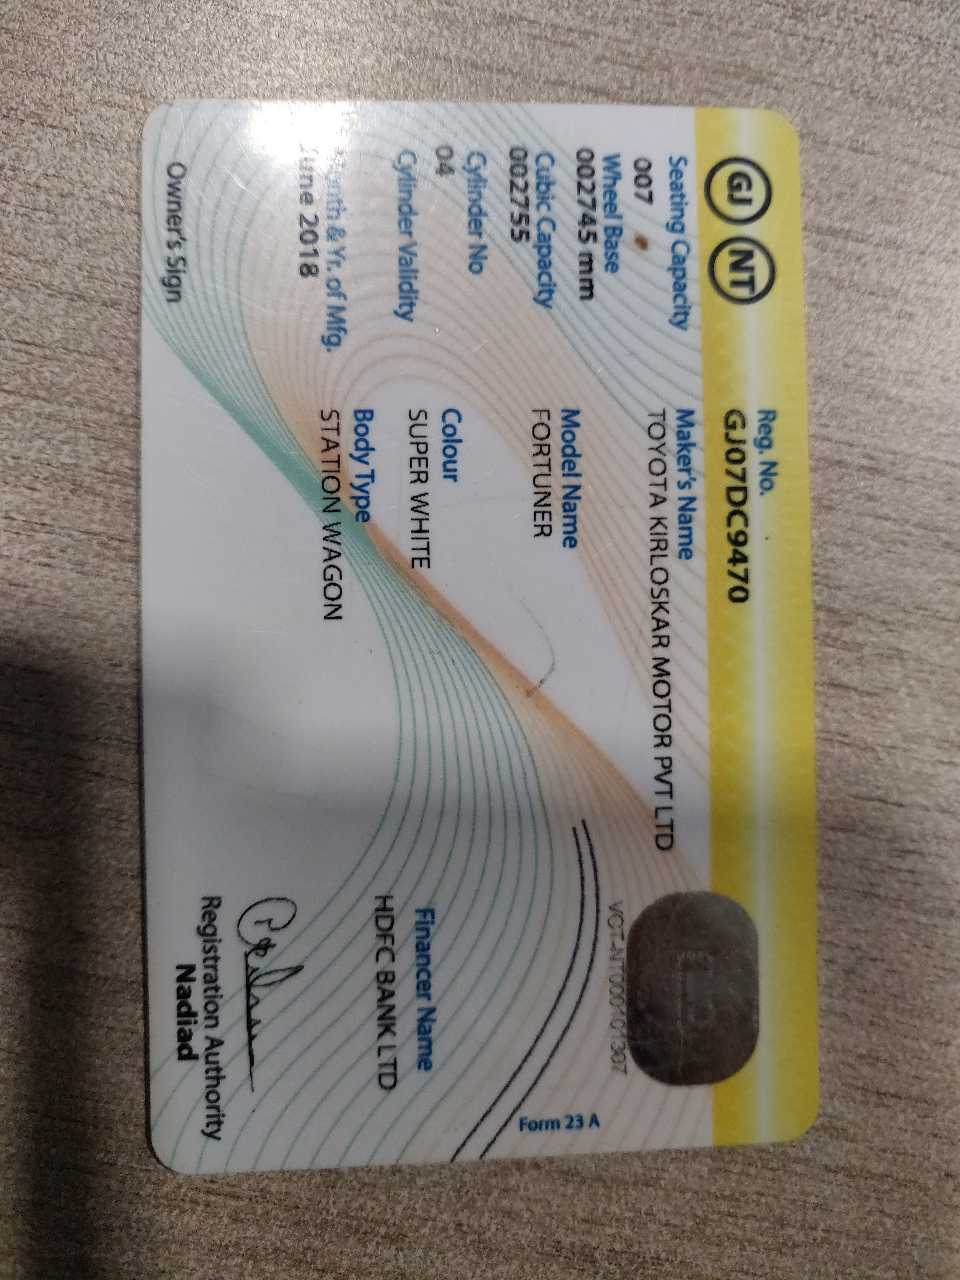 GJ NT
Reg. No.
GJ07DC9470
Seating Capacity
007
Maker's Name
TOYOTA KIRLOSKAR MOTOR PVT LTD
Wheel Base
002745 mm
Cubic Capacity
002755
Model Name
FORTUNER
Cylinder No
04
Colour
SUPER WHITE
Cylinder Validity
Body Type
STATION WAGON
Month & Yr. of Mfg.
June 2018
Owner's Sign
Form 23 A
Financer Name
HDFC BANK LTD
Registration Authority
Nadiad